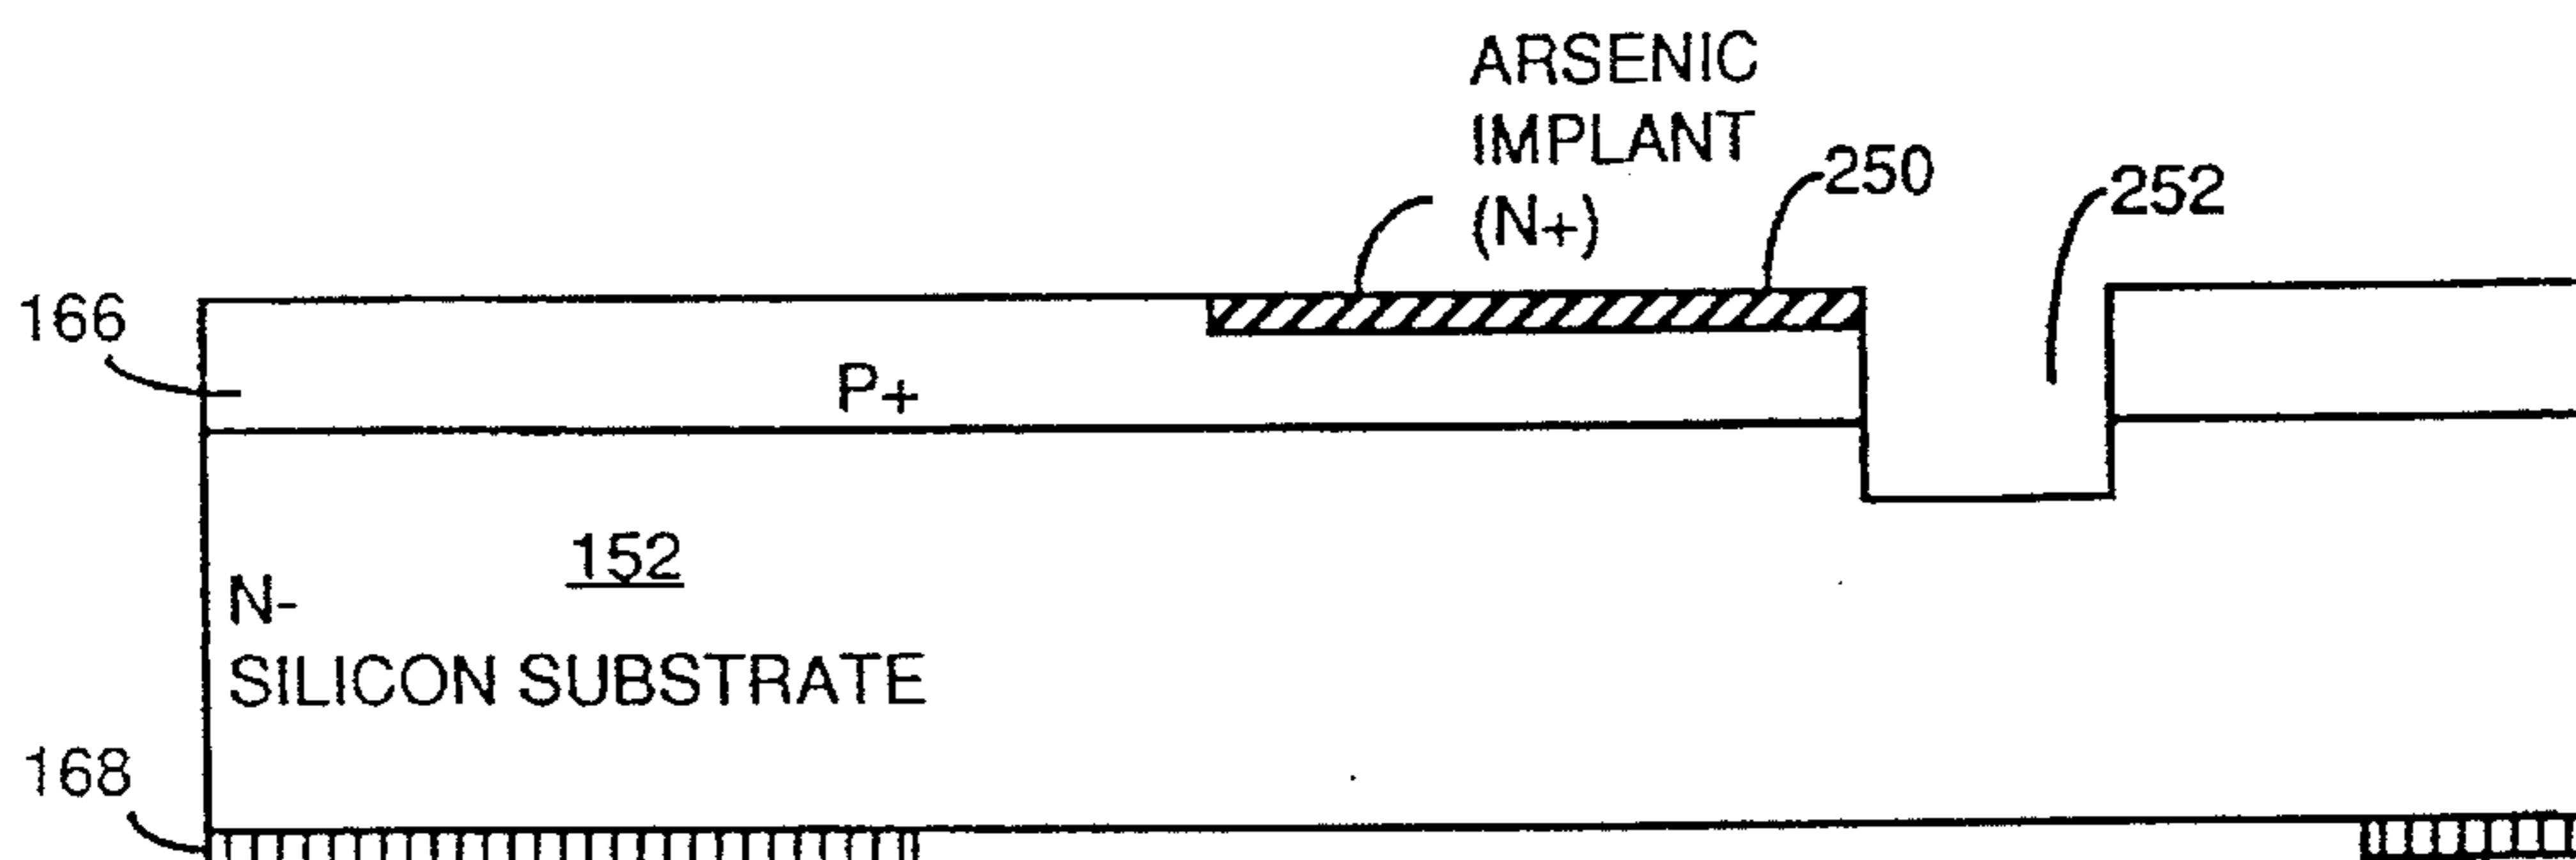 ARSENIC
IMPLANT
(N+)
250
252
166
P+
152
N-
SILICON SUBSTRATE
168